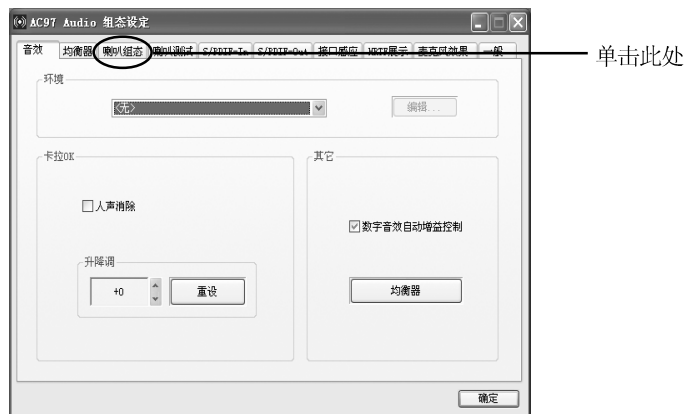 AC97 Audio 组态设定
音效 均衡器 喇叭组态 喇叭测试 S/PDIF-In S/PDIF-Out 接口感应 HRTF展示 麦克风效果 一般
单击此处
环境
<无>
编辑...
卡拉OK
其它
人声消除
数字音效自动增益控制
升降调
+0
重设
均衡器
确定